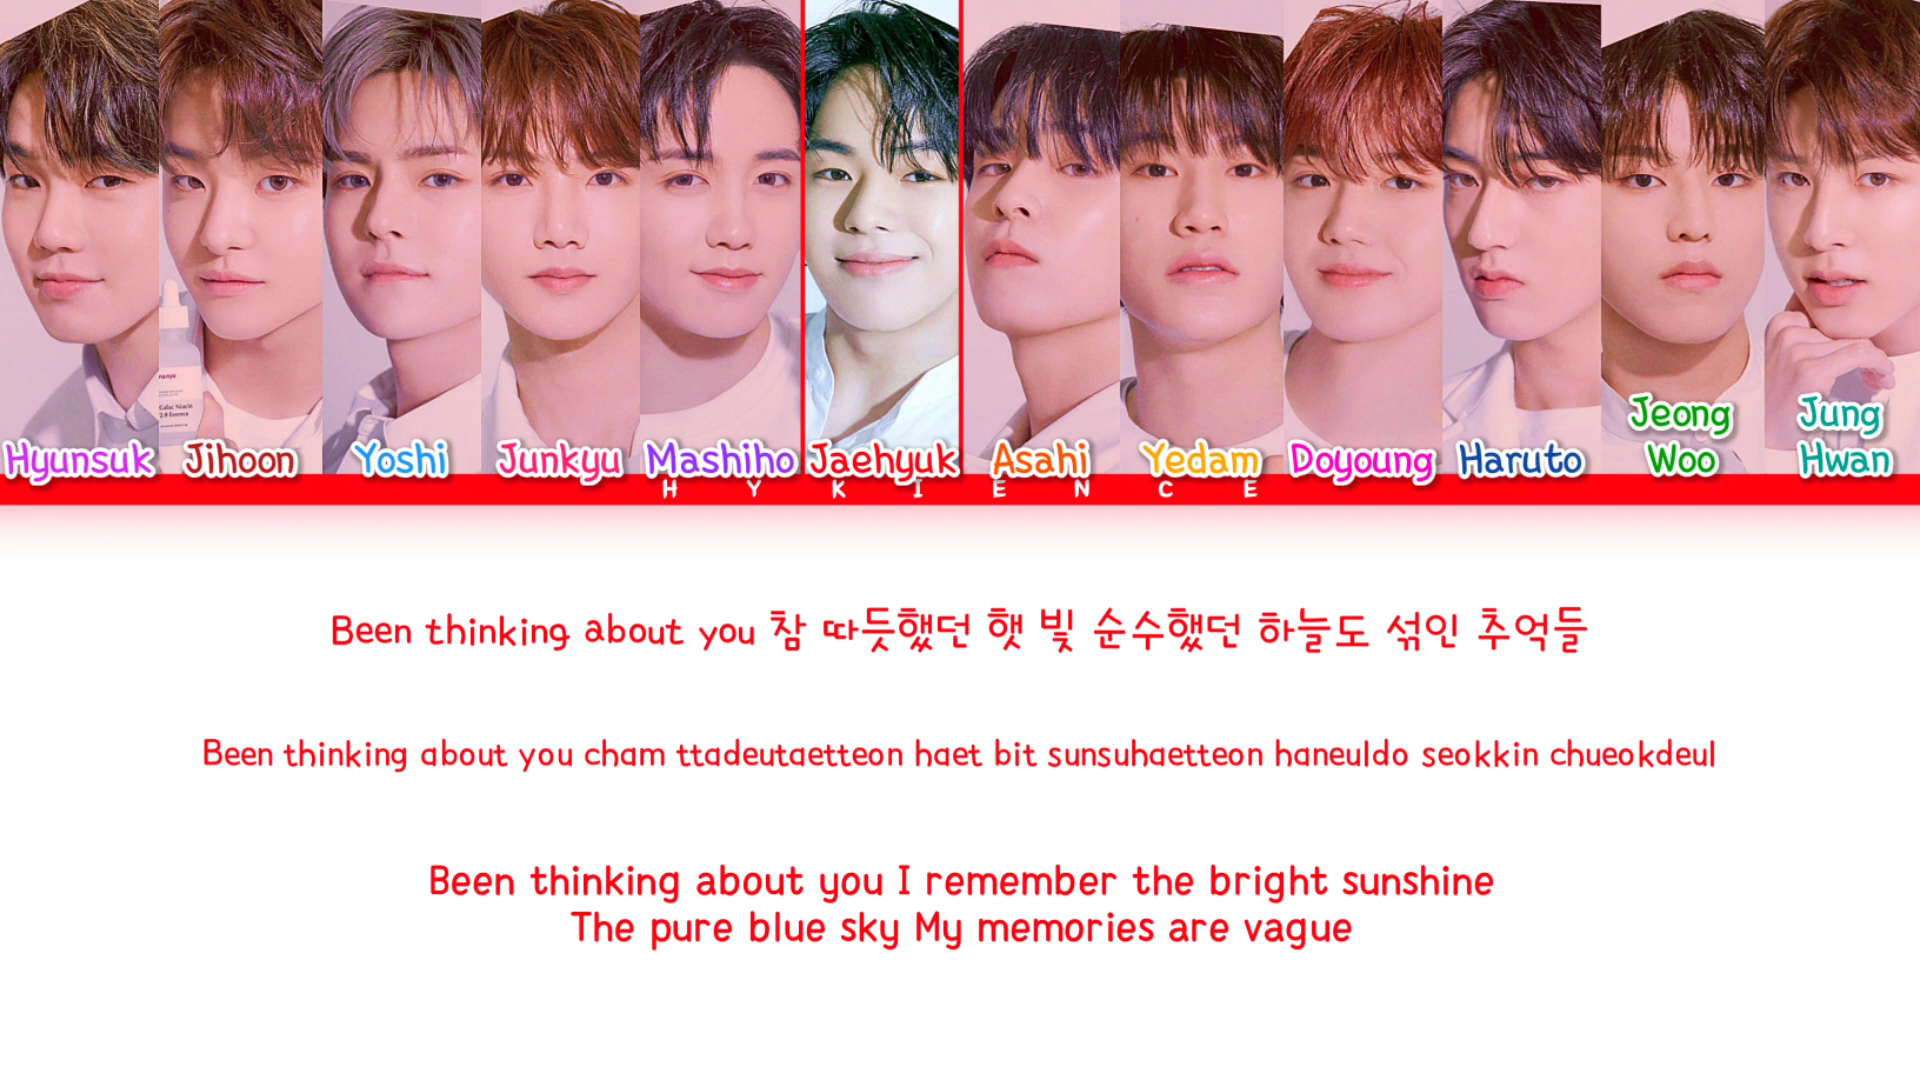 Hyunsuk Jihoon Yoshi Junkyu Mashiho Jaehyuk Asahi Yedam Doyoung Haruto Jeong Woo Jung Hwan
HYKIENCE
Been thinking about you 참 따듯했던 햇 빛 순수했던 하늘도 섞인 추억들
Been thinking about you cham ttadeutaetteon haet bit sunsuhaetteon haneuldo seokkin chueokdeul
Been thinking about you I remember the bright sunshine
The pure blue sky My memories are vague